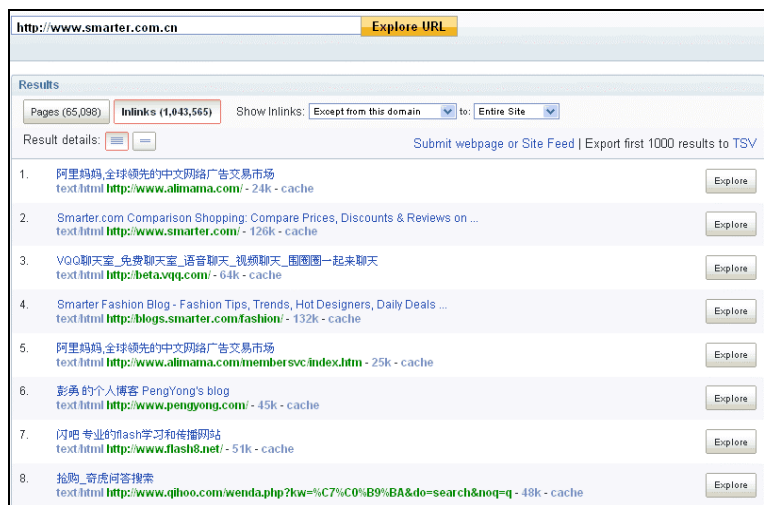 http://www.smarter.com.cn Explore URL
Results
Pages (65,098) Inlinks (1,043,565) Show Inlinks: Except from this domain to: Entire Site
Result details: Submit webpage or Site Feed | Export first 1000 results to TSV
1. 阿里妈妈,全球领先的中文网络广告交易市场 Explore
text/html http://www.alimama.com/ - 24k - cache
2. Smarter.com Comparison Shopping: Compare Prices, Discounts & Reviews on ... Explore
text/html http://www.smarter.com/ - 126k - cache
3. VQQ聊天室_免费聊天室_语音聊天_视频聊天_围圈圈一起来聊天 Explore
text/html http://beta.vqq.com/ - 64k - cache
4. Smarter Fashion Blog - Fashion Tips, Trends, Hot Designers, Daily Deals ... Explore
text/html http://blogs.smarter.com/fashion/ - 132k - cache
5. 阿里妈妈,全球领先的中文网络广告交易市场 Explore
text/html http://www.alimama.com/membersvc/index.htm - 25k - cache
6. 彭勇的个人博客 PengYong's blog Explore
text/html http://www.pengyong.com/ - 45k - cache
7. 闪吧 专业的flash学习和传播网站 Explore
text/html http://www.flash8.net/ - 51k - cache
8. 抢购_奇虎问答搜索 Explore
text/html http://www.qihoo.com/wenda.php?kw=%C7%C0%B9%BA&do=search&noq=q - 48k - cache